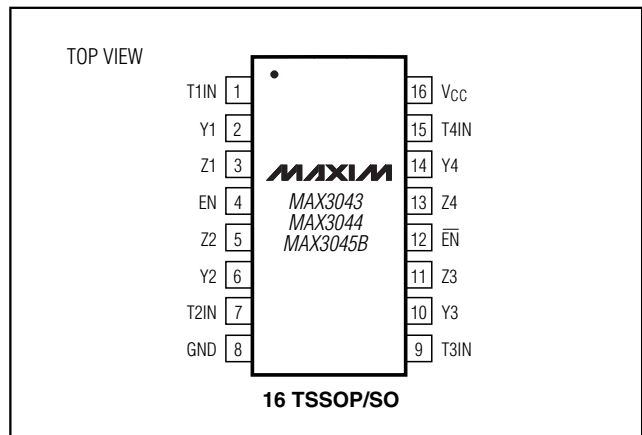 TOP VIEW
T1IN 1
Y1 2
Z1 3
EN 4
Z2 5
Y2 6
T2IN 7
GND 8
MAXIM
MAX3043
MAX3044
MAX3045B
16 VCC
15 T4IN
14 Y4
13 Z4
12 E̅N̅
11 Z3
10 Y3
9 T3IN
16 TSSOP/SO